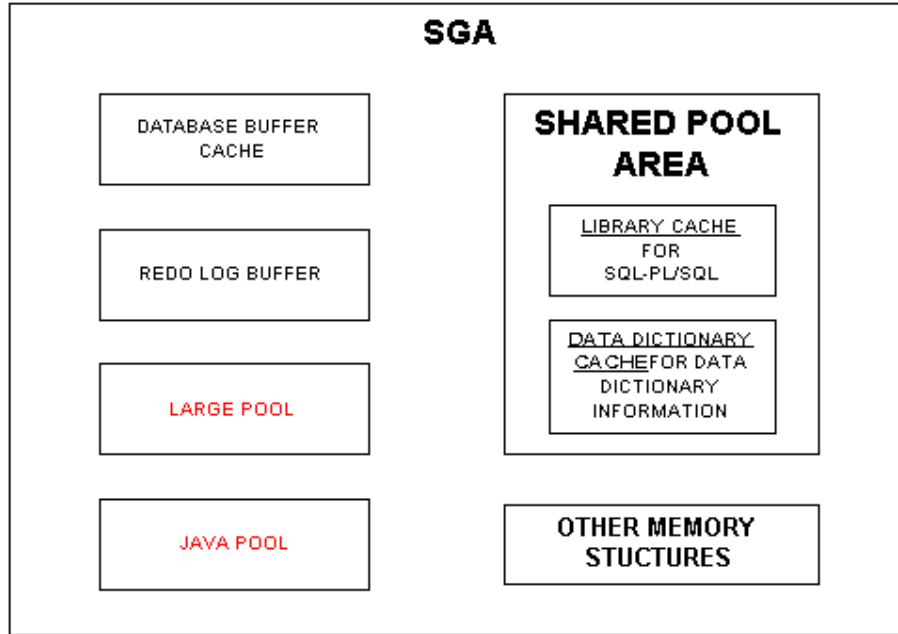 SGA
DATABASE BUFFER
CACHE
REDO LOG BUFFER
LARGE POOL
JAVA POOL
SHARED POOL
AREA
LIBRARY CACHE
FOR
SQL-PL/SQL
DATA DICTIONARY
CACHEFOR DATA
DICTIONARY
INFORMATION
OTHER MEMORY
STUCTURES